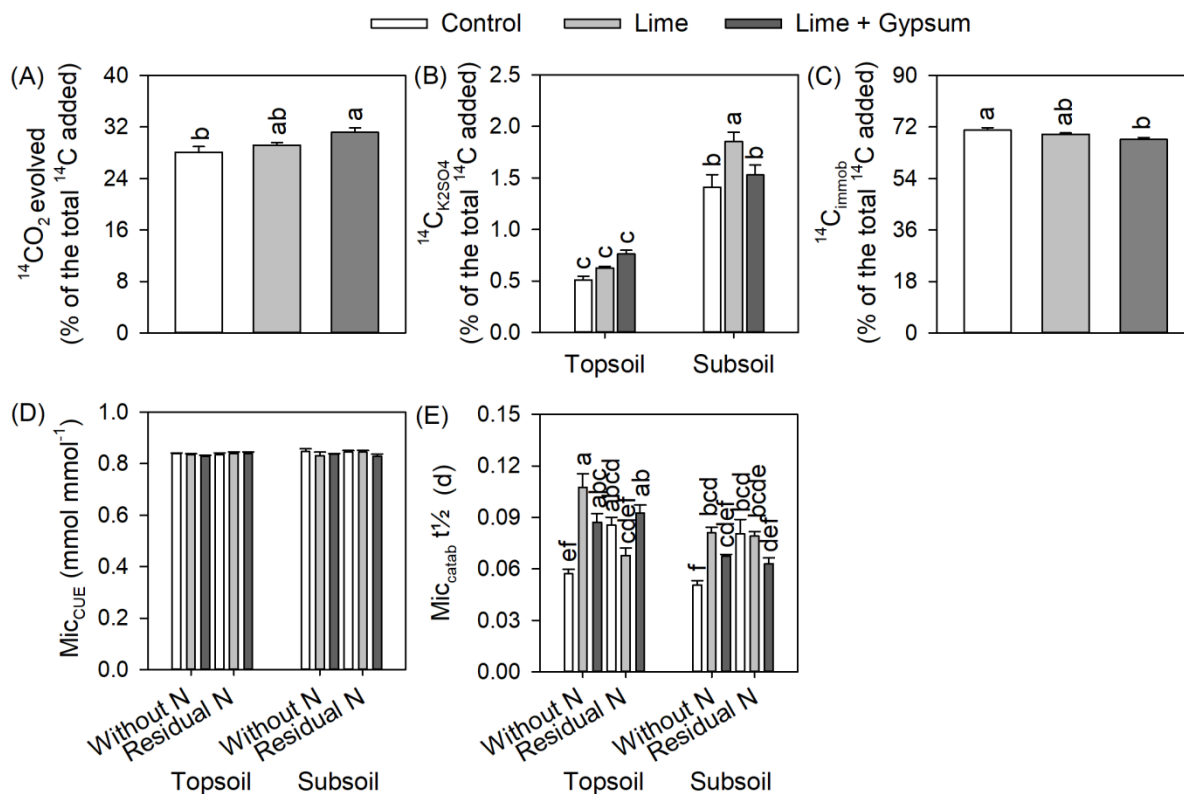 Control Lime Lime + Gypsum
(A)
¹⁴CO₂ evolved
(% of the total ¹⁴C added)
40
32
24
16
8
0
b ab a
(B)
¹⁴C_K2SO4
(% of the total ¹⁴C added)
2.5
2.0
1.5
1.0
0.5
0.0
c c c b a b
Topsoil Subsoil
(C)
¹⁴C_immob
(% of the total ¹⁴C added)
90
72
54
36
18
0
a ab b
(D)
Mic_CUE (mmol mmol⁻¹)
1.0
0.8
0.6
0.4
0.2
0.0
Without N Residual N Without N Residual N
Topsoil Subsoil
(E)
Mic_catab t½ (d)
0.15
0.12
0.09
0.06
0.03
0.00
ef a abc abcd cdef ab f bcd cdef bcd bcde def
Without N Residual N Without N Residual N
Topsoil Subsoil